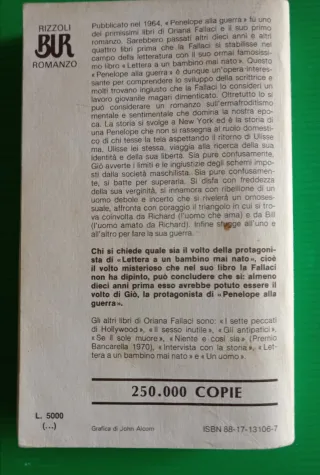 RIZZOLI
BUR
ROMANZO
Pubblicato nel 1964, «Penelope alla guerra» fu uno
dei primissimi libri di Oriana Fallaci e il suo primo
romanzo. Sarebbero passati altri dieci anni e altri
quattro libri prima che la Fallaci si stabilisse nel
campo della letteratura con il suo ormai famosissi-
mo libro «Lettera a un bambino mai nato». Questo
«Penelope alla guerra» è dunque un'opera interes-
sante per comprendere lo sviluppo della scrittrice e
molti trovano ingiusto che la Fallaci lo consideri un
lavoro giovanile magari dimenticato. Oltretutto lo si
può considerare un romanzo sull'ermafroditismo
mentale e sentimentale che domina la nostra epo-
ca. La storia si svolge a New York ed è la storia di
una Penelope che non si rassegna al ruolo domesti-
co di chi tesse la tela aspettando il ritorno di Ulisse
ma, Ulisse lei stessa, viaggia alla ricerca della sua
identità e della sua libertà. Sia pure confusamente,
Giò avverte i limiti e le ingiustizie degli schemi impo-
sti dalla società maschilista. Sia pure confusamen-
te, si batte per superarla. Si disfa con freddezza
della sua verginità, si innamora con ribellione di un
uomo debole e incerto che si rivelerà un omoses-
suale, affronta con coraggio il triangolo in cui si tro-
va coinvolta da Richard (l'uomo che ama) e da Bill
(l'uomo amato da Richard). Infine sfugge all'uno e
all'altro per fare la sua guerra.
Chi si chiede quale sia il volto della protagoni-
sta di «Lettera a un bambino mai nato», cioè
il volto misterioso che nel suo libro la Fallaci
non ha dipinto, può concludere che sì: almeno
dieci anni prima esso avrebbe potuto essere il
volto di Giò, la protagonista di «Penelope alla
guerra».
Gli altri libri di Oriana Fallaci sono: «I sette peccati
di Hollywood», «Il sesso inutile», «Gli antipatici»,
«Se il sole muore», «Niente e così sia» (Premio
Bancarella 1970), «Intervista con la storia», «Let-
tera a un bambino mai nato» e «Un uomo».
250.000 COPIE
L. 5000
(...)
Grafica di John Alcorn
ISBN 88-17-13106-7